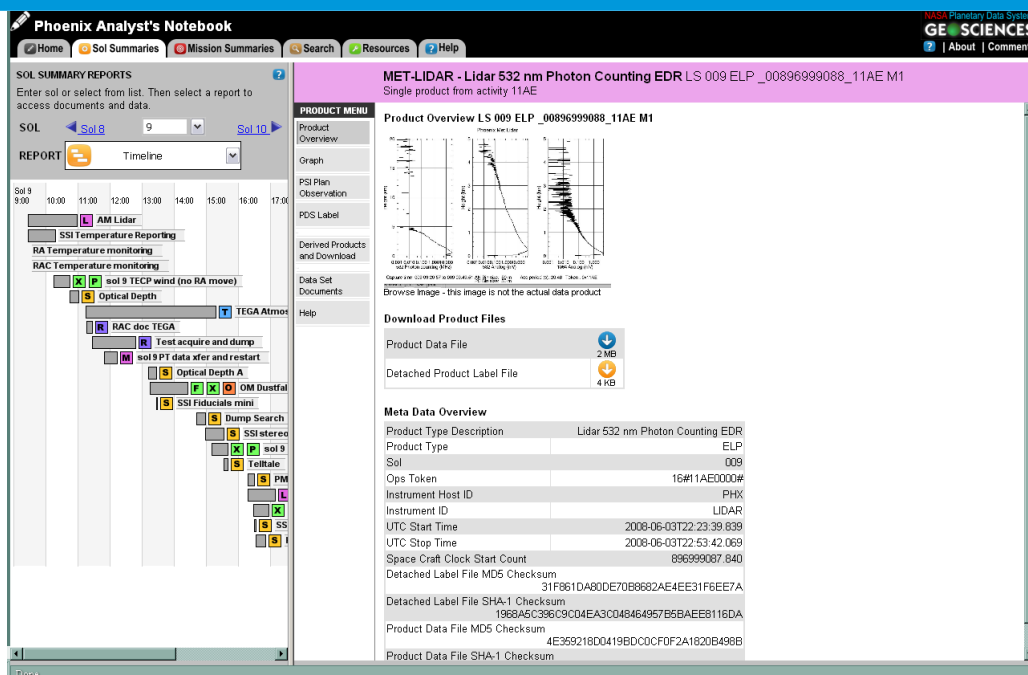 Phoenix Analyst's Notebook
NASA Planetary Data System
GEOSCIENCES
Home
Sol Summaries
Mission Summaries
Search
Resources
Help
? | About | Comment
SOL SUMMARY REPORTS ?
Enter sol or select from list. Then select a report to
access documents and data.
SOL Sol 8 9 Sol 10
REPORT Timeline
Sol 9
9:00 10:00 11:00 12:00 13:00 14:00 15:00 16:00 17:00
L AM Lidar
SSI Temperature Reporting
RA Temperature monitoring
RAC Temperature monitoring
X P sol 9 TECP wind (no RA move)
S Optical Depth
T TEGA Atmos
R RAC doc TEGA
R Test acquire and dump
M sol 9 PT data xfer and restart
S Optical Depth A
F X O OM Dustfal
S SSI Fiducials mini
S Dump Search
S SSI stereo
X P sol 9
S Telltale
S PM
L
X
S SS
S
MET-LIDAR - Lidar 532 nm Photon Counting EDR LS 009 ELP _00896999088_11AE M1
Single product from activity 11AE
PRODUCT MENU
Product
Overview
Graph
PSI Plan
Observation
PDS Label
Derived Products
and Download
Data Set
Documents
Help
Product Overview LS 009 ELP _00896999088_11AE M1
Phoenix Met Lidar
Browse Image - this image is not the actual data product
Download Product Files
Product Data File 2 MB
Detached Product Label File 4 KB
Meta Data Overview
Product Type Description Lidar 532 nm Photon Counting EDR
Product Type ELP
Sol 009
Ops Token 16#11AE0000#
Instrument Host ID PHX
Instrument ID LIDAR
UTC Start Time 2008-06-03T22:23:39.839
UTC Stop Time 2008-06-03T22:53:42.069
Space Craft Clock Start Count 896999087.840
Detached Label File MD5 Checksum
31F861DA80DE70B8682AE4EE31F6EE7A
Detached Label File SHA-1 Checksum
1968A5C396C9C04EA3C048464957B5BAEE8116DA
Product Data File MD5 Checksum
4E359218D0419BDC0CF0F2A1820B498B
Product Data File SHA-1 Checksum
Done